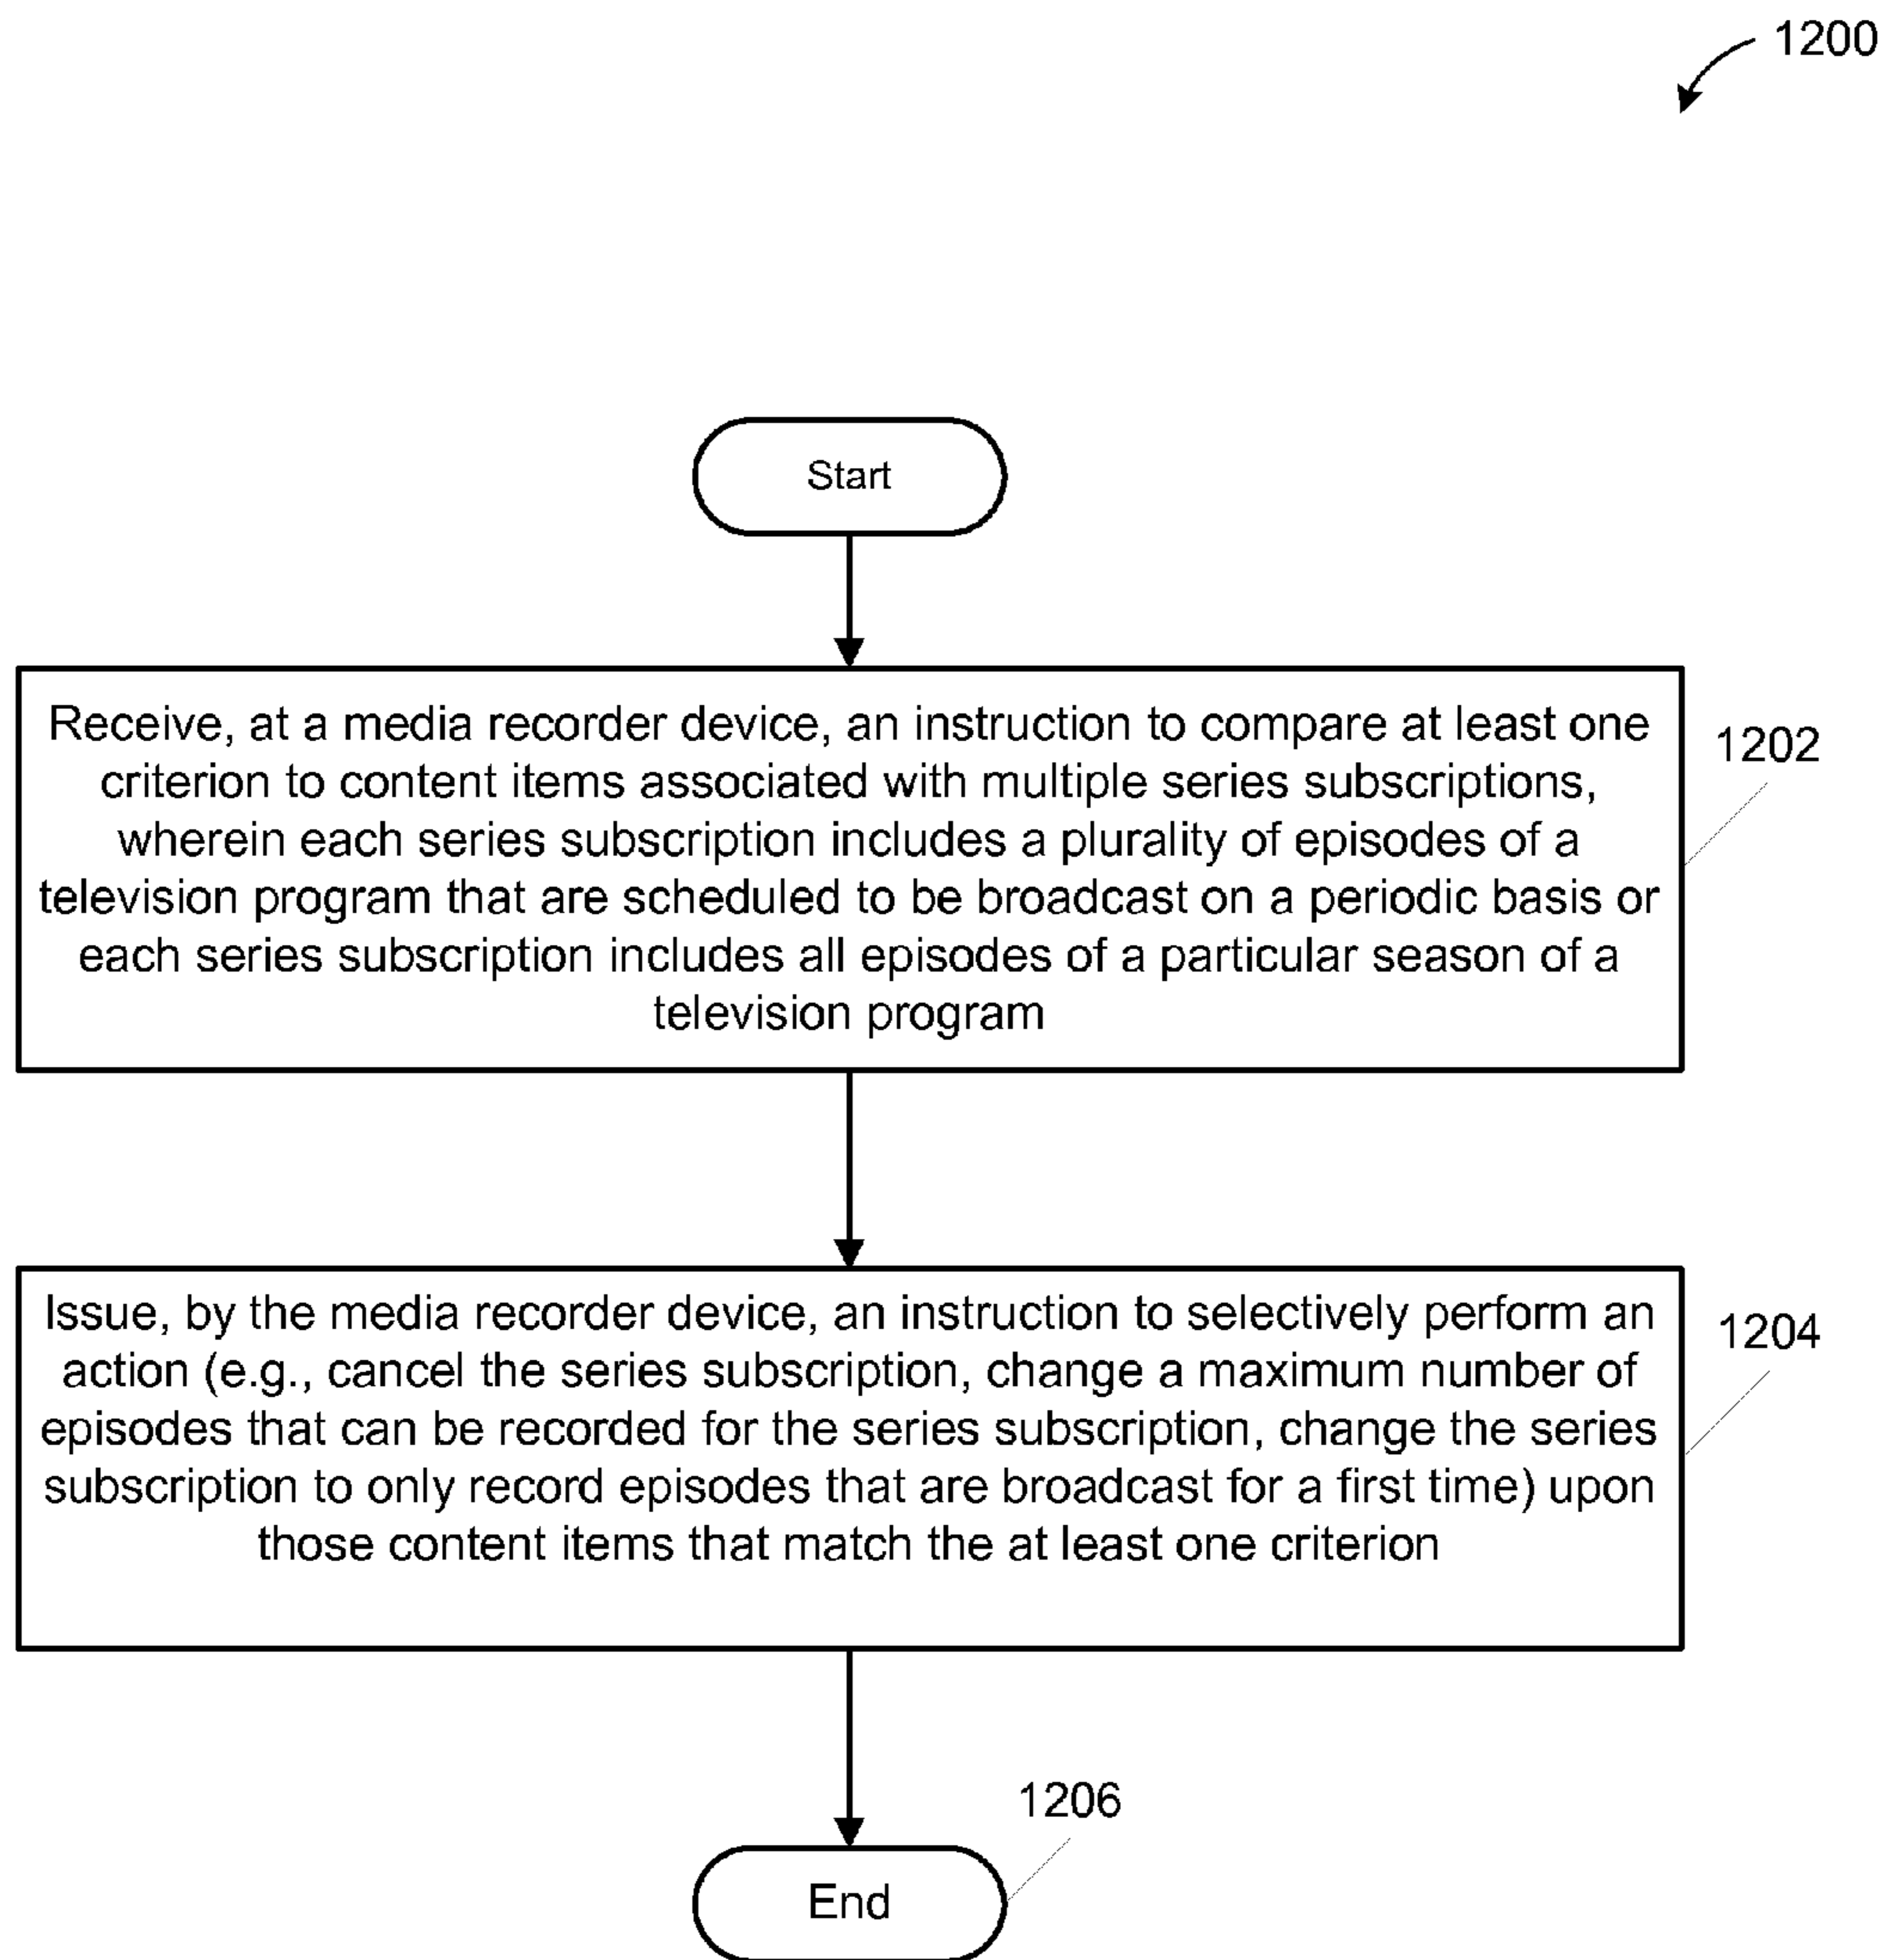 1200
Start
Receive, at a media recorder device, an instruction to compare at least one
criterion to content items associated with multiple series subscriptions,
wherein each series subscription includes a plurality of episodes of a
television program that are scheduled to be broadcast on a periodic basis or
each series subscription includes all episodes of a particular season of a
television program
1202
Issue, by the media recorder device, an instruction to selectively perform an
action (e.g., cancel the series subscription, change a maximum number of
episodes that can be recorded for the series subscription, change the series
subscription to only record episodes that are broadcast for a first time) upon
those content items that match the at least one criterion
1204
1206
End